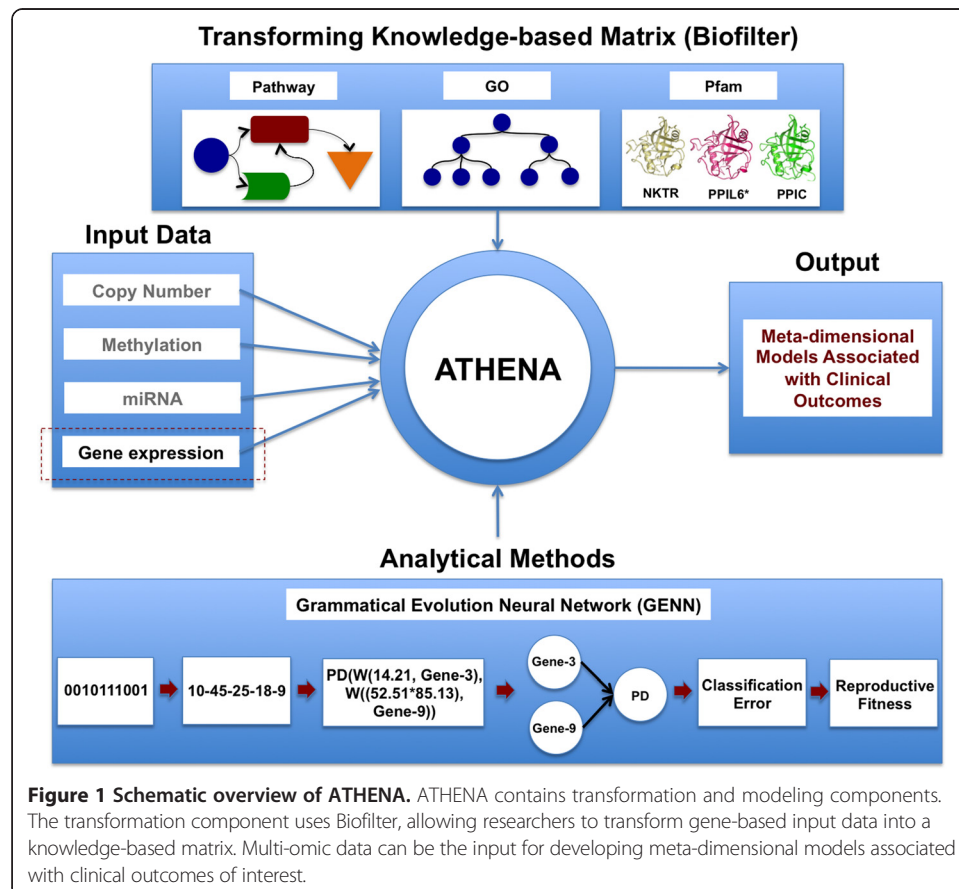 Transforming Knowledge-based Matrix (Biofilter)
Pathway
GO
Pfam
NKTR
PPIL6*
PPIC
Input Data
Copy Number
Methylation
miRNA
Gene expression
ATHENA
Output
Meta-dimensional
Models Associated
with Clinical
Outcomes
Analytical Methods
Grammatical Evolution Neural Network (GENN)
0010111001
10-45-25-18-9
PD(W(14.21, Gene-3),
W((52.51*85.13),
Gene-9))
Gene-3
Gene-9
PD
Classification
Error
Reproductive
Fitness
Figure 1 Schematic overview of ATHENA. ATHENA contains transformation and modeling components.
The transformation component uses Biofilter, allowing researchers to transform gene-based input data into a
knowledge-based matrix. Multi-omic data can be the input for developing meta-dimensional models associated
with clinical outcomes of interest.